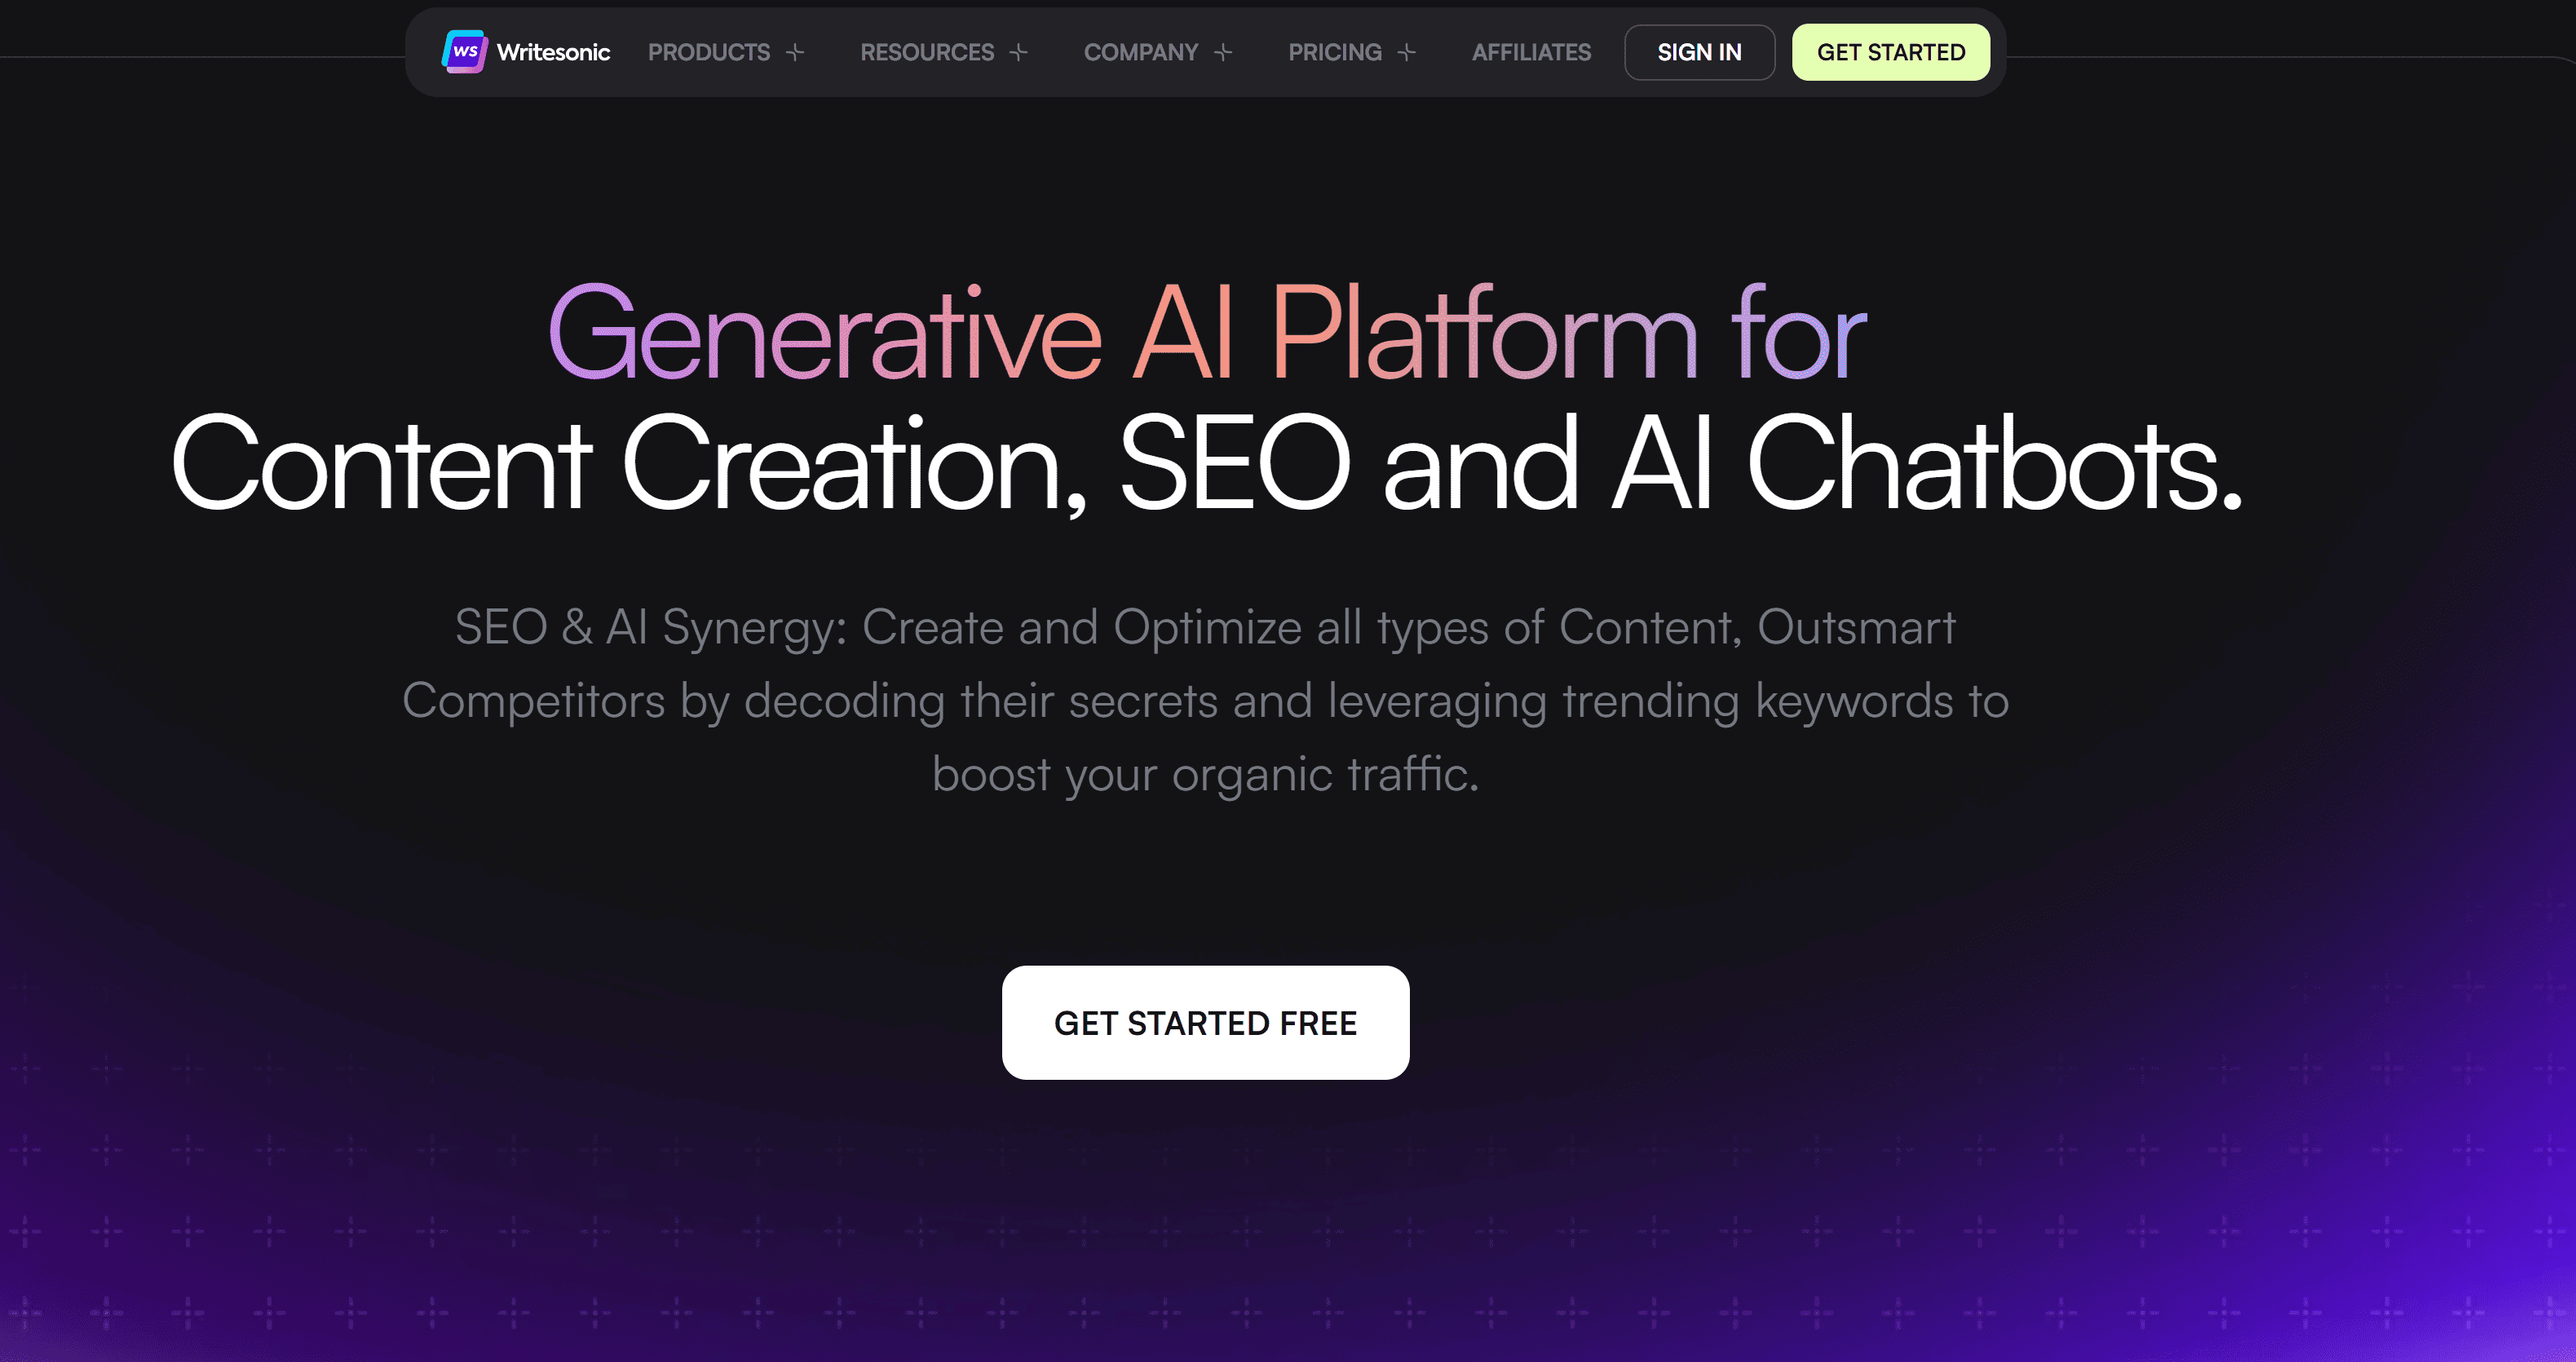 WS Writesonic PRODUCTS RESOURCES COMPANY PRICING AFFILIATES SIGN IN GET STARTED
Generative AI Platform for
Content Creation, SEO and AI Chatbots.
SEO & AI Synergy: Create and Optimize all types of Content, Outsmart
Competitors by decoding their secrets and leveraging trending keywords to
boost your organic traffic.
GET STARTED FREE